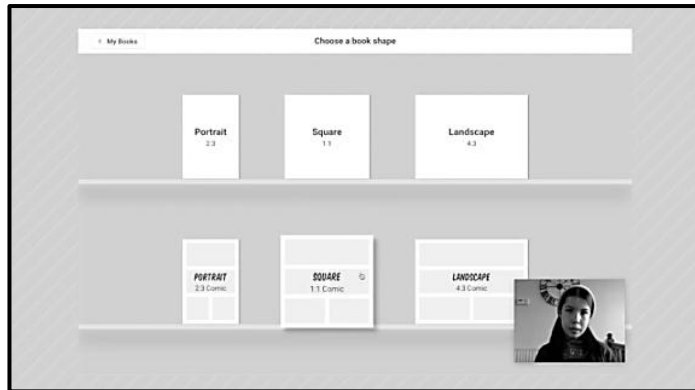 < My Books
Choose a book shape
Portrait
2:3
Square
1:1
Landscape
4:3
PORTRAIT
2:3 Comic
SQUARE
1:1 Comic
LANDSCAPE
4:3 Comic